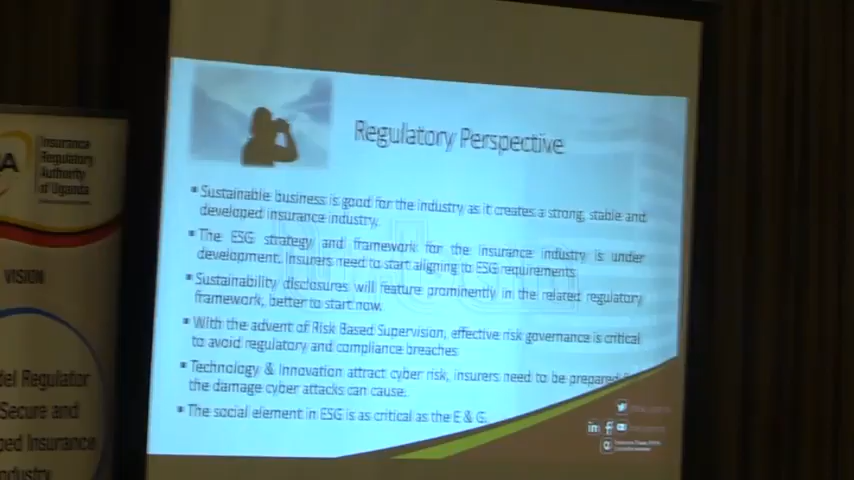 Regulatory Perspective
▪ Sustainable business is good for the industry as it creates a strong, stable and
developed insurance industry.
▪ The ESG strategy and framework for the insurance industry is under
development. Insurers need to start aligning to ESG requirements
▪ Sustainability disclosures will feature prominently in the related regulatory
framework, better to start now.
▪ With the advent of Risk Based Supervision, effective risk governance is critical
to avoid regulatory and compliance breaches
▪ Technology & Innovation attract cyber risk, insurers need to be prepared
the damage cyber attacks can cause.
▪ The social element in ESG is as critical as the E & G.
A
Insurance
Regulatory
Authority
of Uganda
VISION
del Regulator
Secure and
ped Insurance
ndustry